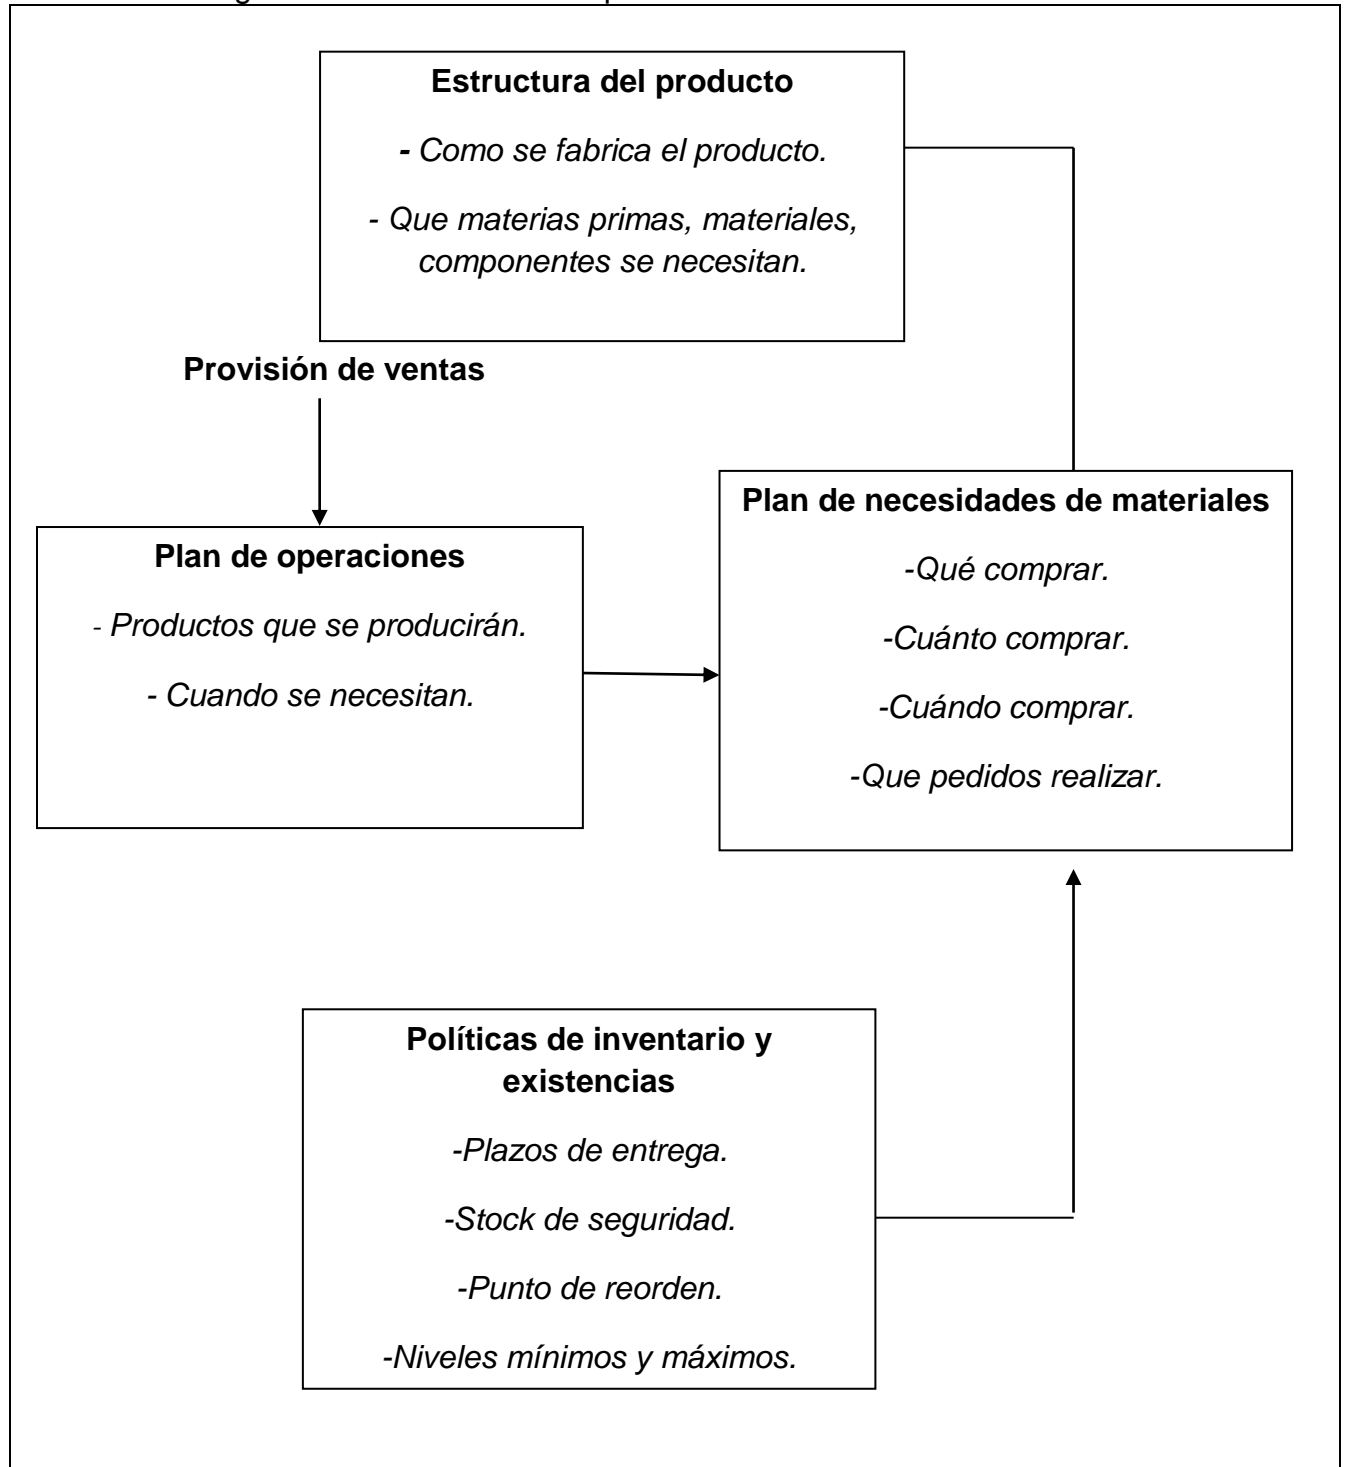 Estructura del producto
- Como se fabrica el producto.
- Que materias primas, materiales,
componentes se necesitan.
Provisión de ventas
Plan de operaciones
- Productos que se producirán.
- Cuando se necesitan.
Plan de necesidades de materiales
-Qué comprar.
-Cuánto comprar.
-Cuándo comprar.
-Que pedidos realizar.
Políticas de inventario y
existencias
-Plazos de entrega.
-Stock de seguridad.
-Punto de reorden.
-Niveles mínimos y máximos.